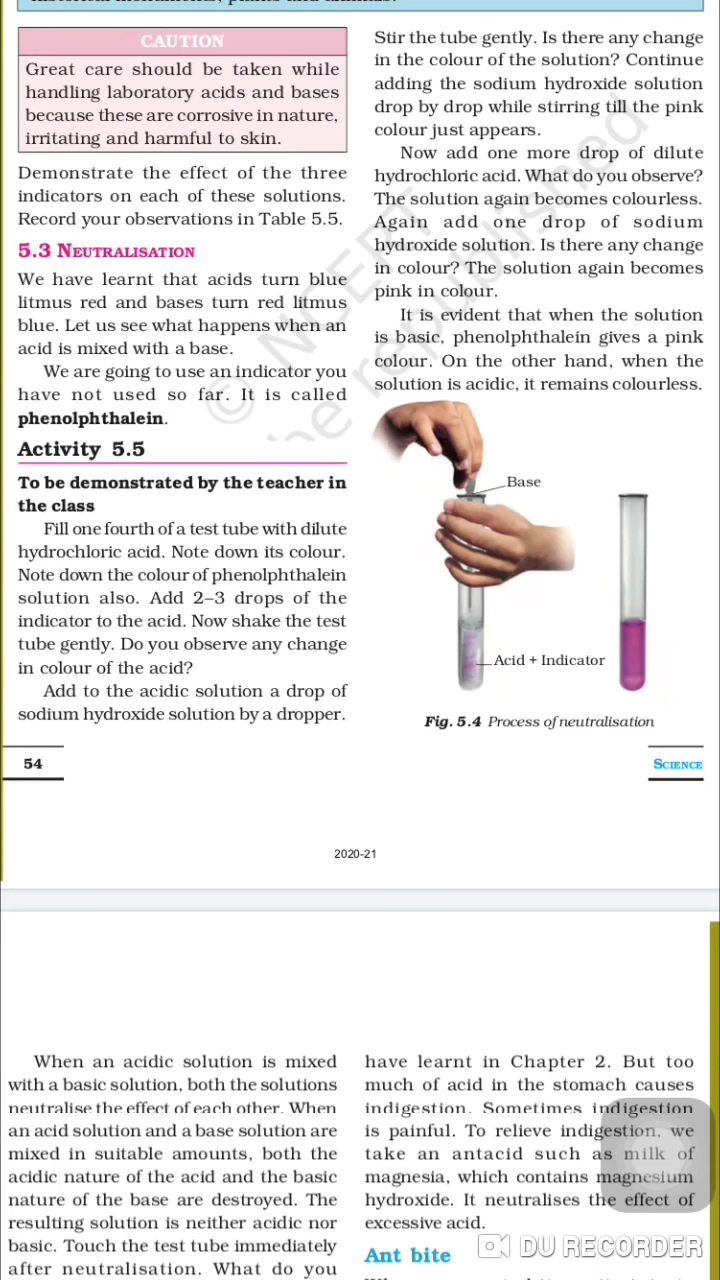 CAUTION
Great care should be taken while
handling laboratory acids and bases
because these are corrosive in nature,
irritating and harmful to skin.
Demonstrate the effect of the three
indicators on each of these solutions.
Record your observations in Table 5.5.
5.3 NEUTRALISATION
We have learnt that acids turn blue
litmus red and bases turn red litmus
blue. Let us see what happens when an
acid is mixed with a base.
We are going to use an indicator you
have not used so far. It is called
phenolphthalein.
Activity 5.5
To be demonstrated by the teacher in
the class
Fill one fourth of a test tube with dilute
hydrochloric acid. Note down its colour.
Note down the colour of phenolphthalein
solution also. Add 2–3 drops of the
indicator to the acid. Now shake the test
tube gently. Do you observe any change
in colour of the acid?
Add to the acidic solution a drop of
sodium hydroxide solution by a dropper.
Stir the tube gently. Is there any change
in the colour of the solution? Continue
adding the sodium hydroxide solution
drop by drop while stirring till the pink
colour just appears.
Now add one more drop of dilute
hydrochloric acid. What do you observe?
The solution again becomes colourless.
Again add one drop of sodium
hydroxide solution. Is there any change
in colour? The solution again becomes
pink in colour.
It is evident that when the solution
is basic, phenolphthalein gives a pink
colour. On the other hand, when the
solution is acidic, it remains colourless.
Base
Acid + Indicator
Fig. 5.4 Process of neutralisation
© NCERT
be republished
54
SCIENCE
2020-21
When an acidic solution is mixed
with a basic solution, both the solutions
neutralise the effect of each other. When
an acid solution and a base solution are
mixed in suitable amounts, both the
acidic nature of the acid and the basic
nature of the base are destroyed. The
resulting solution is neither acidic nor
basic. Touch the test tube immediately
after neutralisation. What do you
have learnt in Chapter 2. But too
much of acid in the stomach causes
indigestion. Sometimes indigestion
is painful. To relieve indigestion, we
take an antacid such as milk of
magnesia, which contains magnesium
hydroxide. It neutralises the effect of
excessive acid.
Ant bite
DU RECORDER